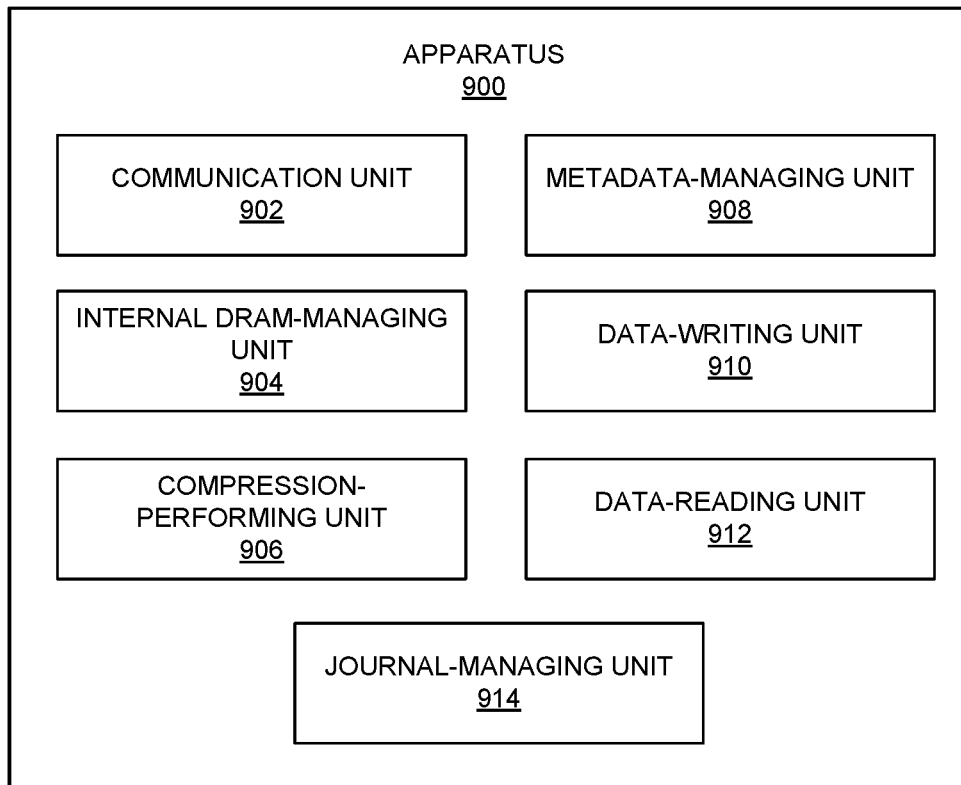 APPARATUS
900
COMMUNICATION UNIT
902
METADATA-MANAGING UNIT
908
INTERNAL DRAM-MANAGING
UNIT
904
DATA-WRITING UNIT
910
COMPRESSION-
PERFORMING UNIT
906
DATA-READING UNIT
912
JOURNAL-MANAGING UNIT
914